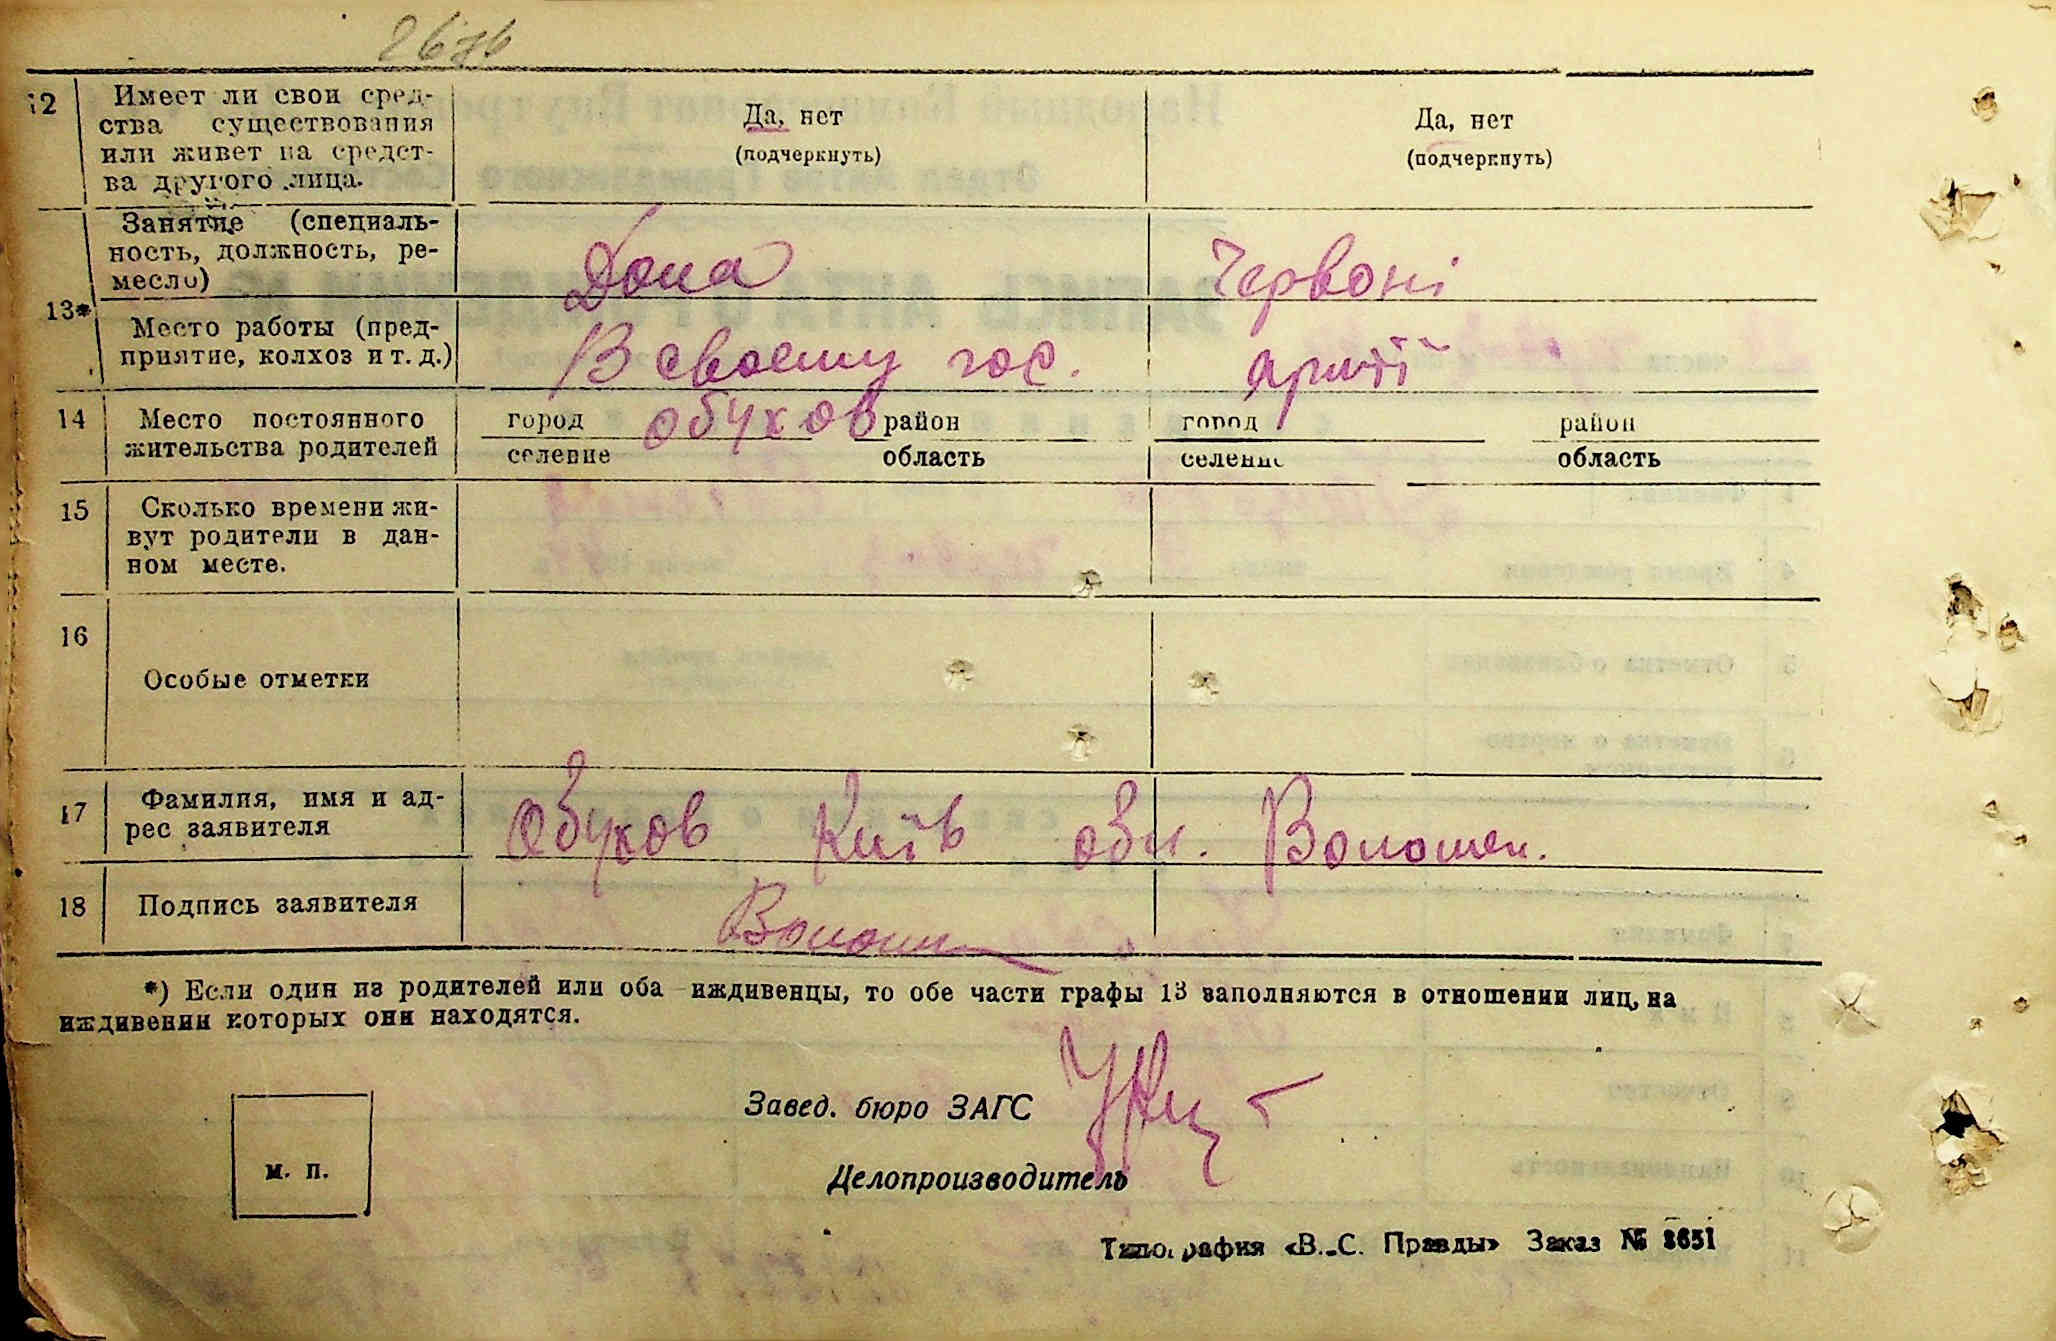 12 Имеет ли свои сред-
ства существования
или живет на средст-
ва другого лица.
Да, нет
(подчеркнуть)
Да, нет
(подчеркнуть)
13*
Занятие (специаль-
ность, должность, ре-
месло)
Дома
Червоні
Место работы (пред-
приятие, колхоз и т. д.)
В своему гос.
армії
14 Место постоянного
жительства родителей
город Обухов район
селение область
город район
селение область
15 Сколько времени жи-
вут родители в дан-
ном месте.
16 Особые отметки
17 Фамилия, имя и ад-
рес заявителя
Обухов Київ обл. Волошен.
18 Подпись заявителя
*) Если один из родителей или оба иждивенцы, то обе части графы 13 заполняются в отношении лиц, на
иждивении которых они находятся.
Завед. бюро ЗАГС
м. п.
Делопроизводитель
Типография «В.С. Правды» Заказ № 3651